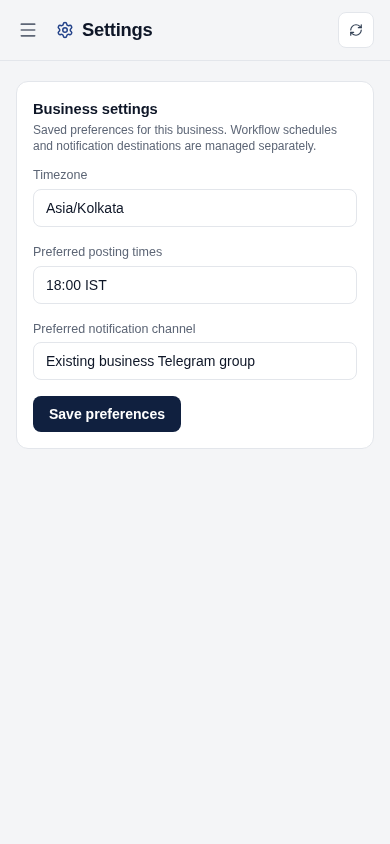 Settings
Business settings
Saved preferences for this business. Workflow schedules
and notification destinations are managed separately.
Timezone
Asia/Kolkata
Preferred posting times
18:00 IST
Preferred notification channel
Existing business Telegram group
Save preferences